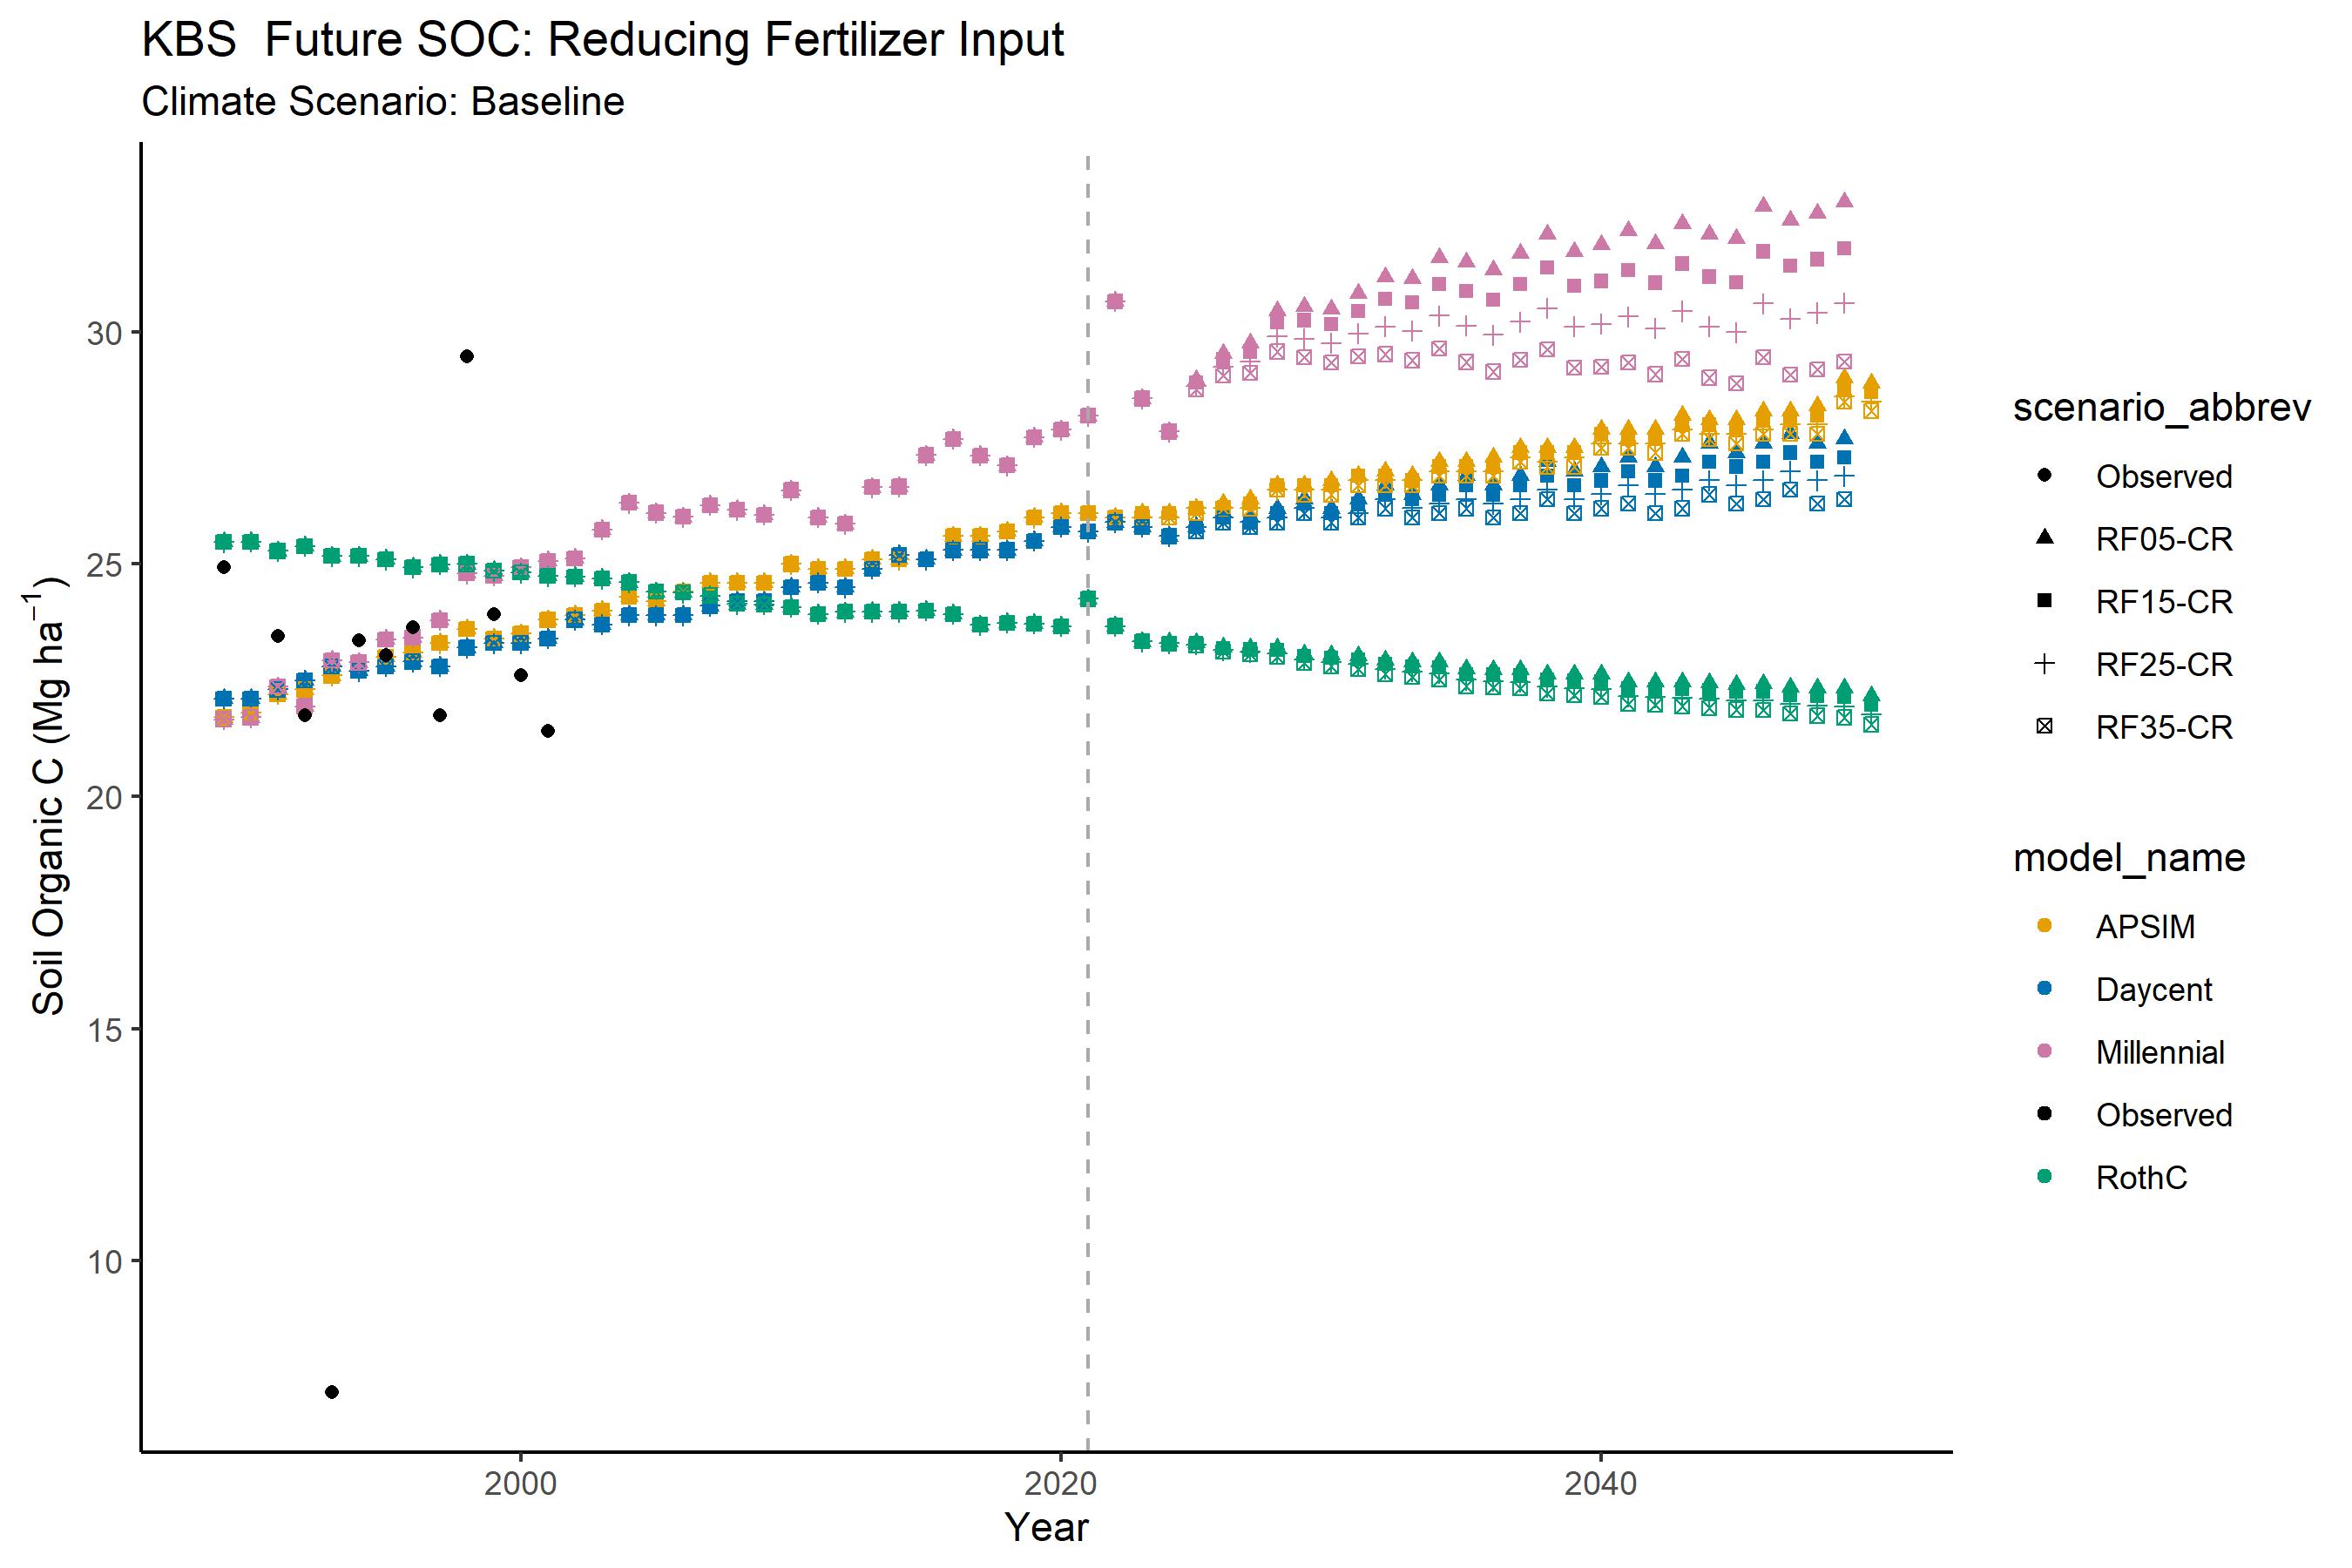 KBS  Future SOC: Reducing Fertilizer Input
Climate Scenario: Baseline
Soil Organic C (Mg ha⁻¹)
30
25
20
15
10
2000
2020
2040
Year
scenario_abbrev
Observed
RF05-CR
RF15-CR
RF25-CR
RF35-CR
model_name
APSIM
Daycent
Millennial
Observed
RothC